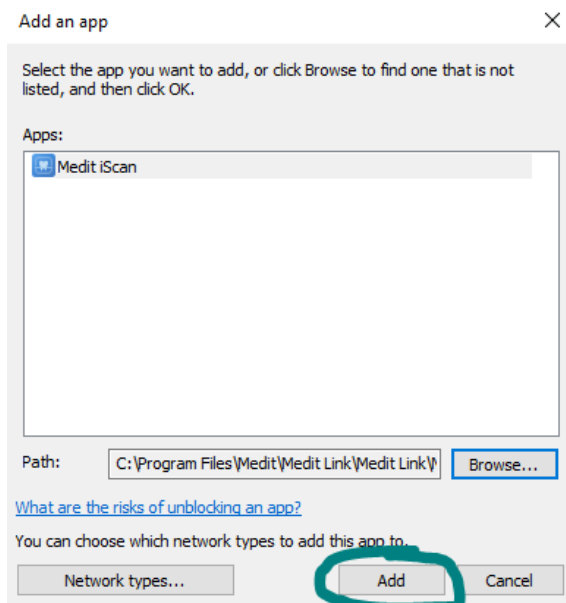 Add an app
Select the app you want to add, or click Browse to find one that is not
listed, and then click OK.
Apps:
Medit iScan
Path:
C:\Program Files\Medit\Medit Link\Medit Link\
Browse...
What are the risks of unblocking an app?
You can choose which network types to add this app to.
Network types...
Add
Cancel